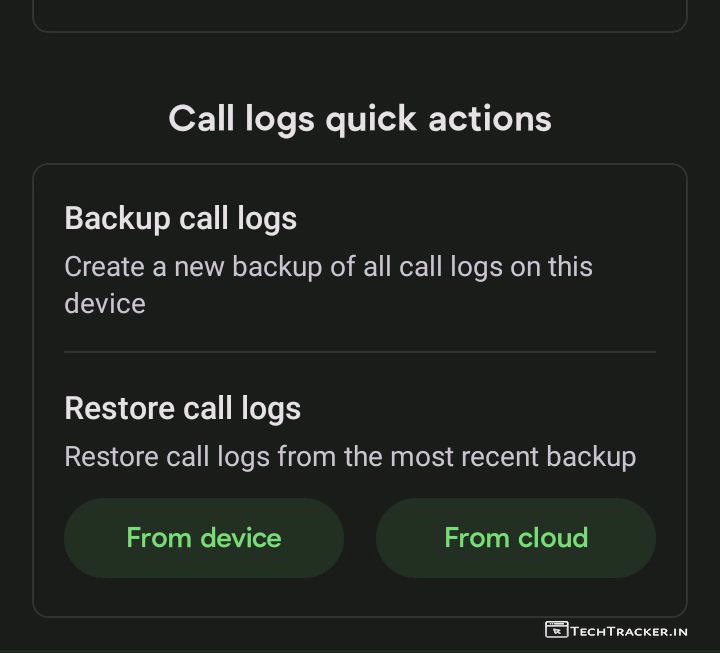 Call logs quick actions
Backup call logs
Create a new backup of all call logs on this
device
Restore call logs
Restore call logs from the most recent backup
From device
From cloud
TECHTRACKER.IN